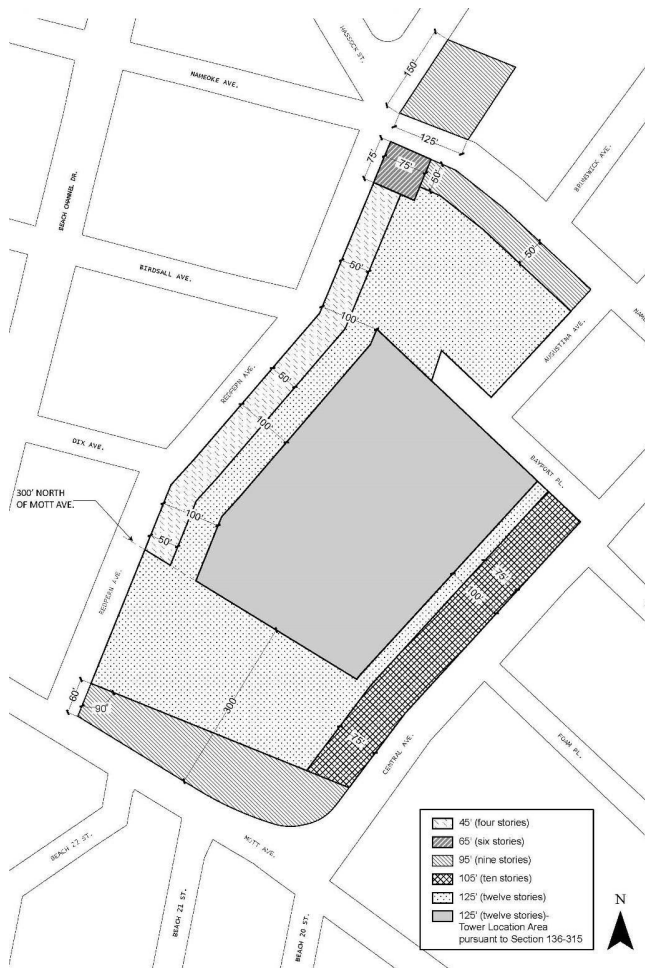 HASSOCK ST.
NAMEOKE AVE.
150'
125'
75'
75'
50'
BRUNSWICK AVE.
BEACH CHANNEL DR.
50'
BIRDSALL AVE.
50'
100'
AUGUSTINA AVE.
REDFERN AVE.
50'
100'
DIX AVE.
BAYPORT PL.
300' NORTH
OF MOTT AVE.
100'
50'
75'
100'
REDFERN AVE.
60'
90'
300'
75'
CENTRAL AVE.
FOAM PL.
MOTT AVE.
BEACH 22 ST.
BEACH 21 ST.
BEACH 20 ST.
45' (four stories)
65' (six stories)
95' (nine stories)
105' (ten stories)
125' (twelve stories)
125' (twelve stories)-
Tower Location Area
pursuant to Section 136-315
N